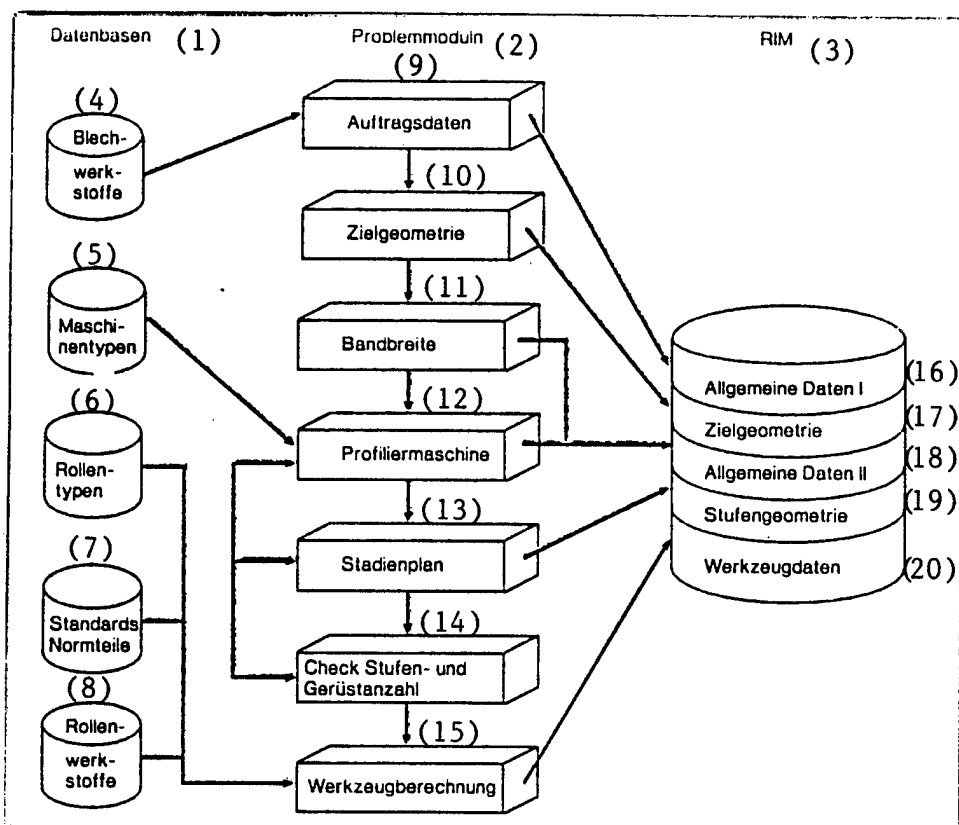 Datenbasen (1)
Problemmoduln (2)
RIM (3)
(4)
Blech-
werk-
stoffe
(5)
Maschi-
nentypen
(6)
Rollen-
typen
(7)
Standards
Normteile
(8)
Rollen-
werk-
stoffe
(9)
Auftragsdaten
(10)
Zielgeometrie
(11)
Bandbreite
(12)
Profiliermaschine
(13)
Stadienplan
(14)
Check Stufen- und
Gerüstanzahl
(15)
Werkzeugberechnung
Allgemeine Daten I (16)
Zielgeometrie (17)
Allgemeine Daten II (18)
Stufengeometrie (19)
Werkzeugdaten (20)